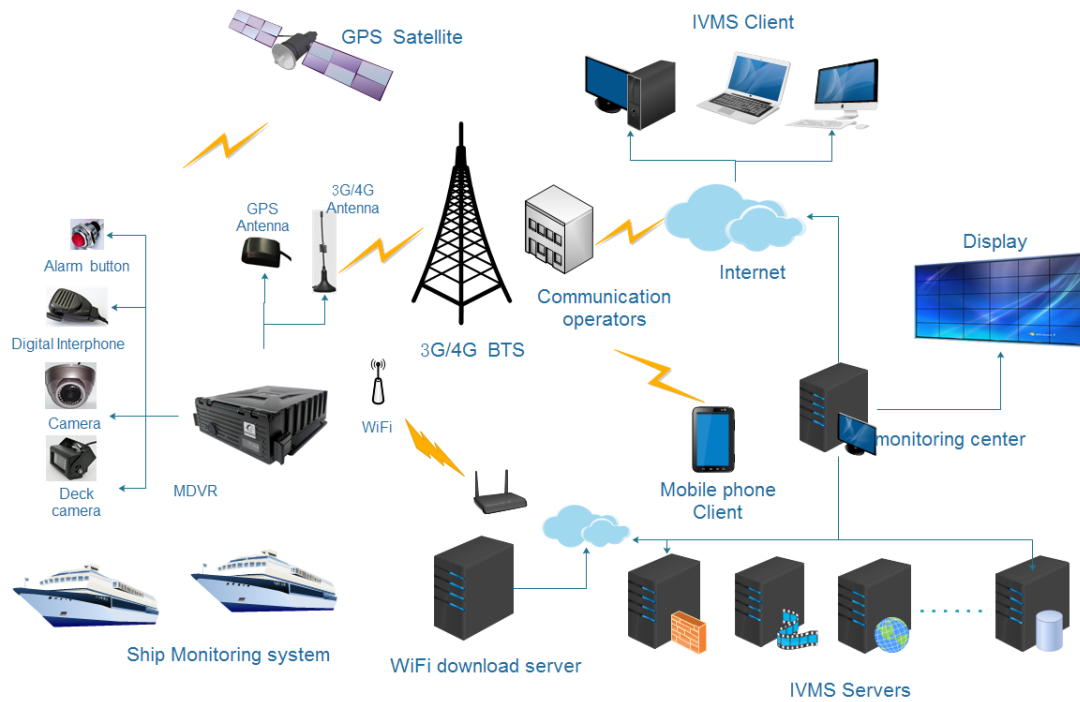 IVMS Client
GPS Satellite
3G/4G
Antenna
GPS
Antenna
Display
Alarm button
Internet
Communication
operators
Digital Interphone
3G/4G BTS
Camera
WiFi
monitoring center
MDVR
Deck
camera
Mobile phone
Client
Ship Monitoring system
WiFi download server
IVMS Servers